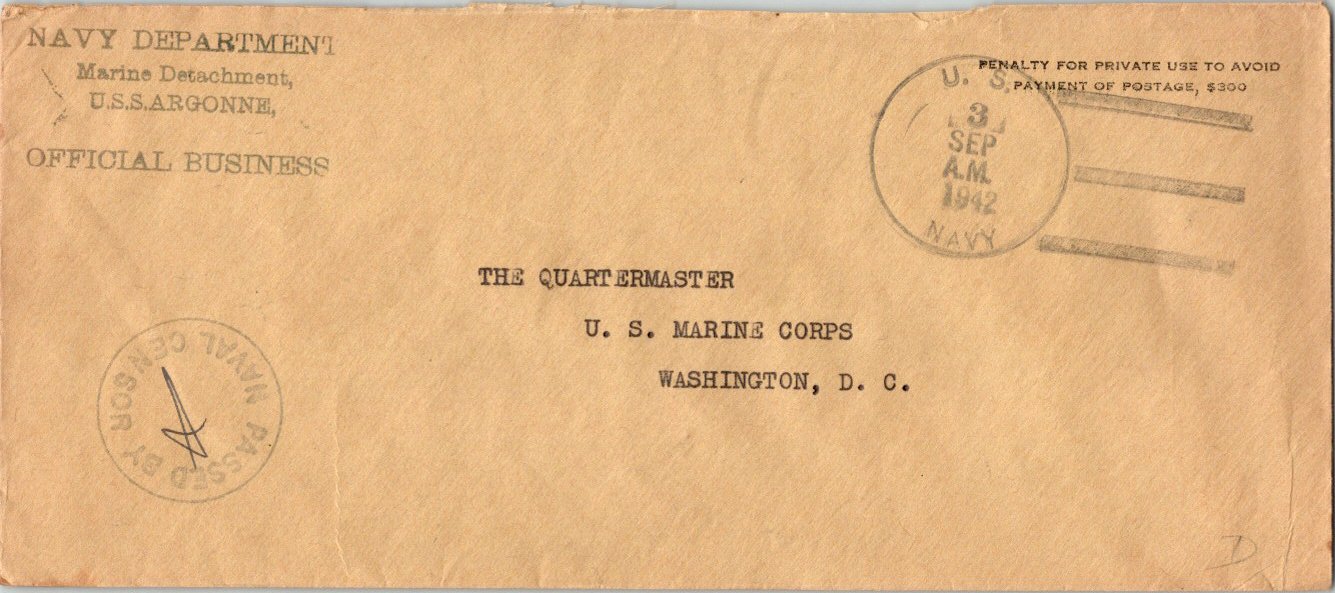 NAVY DEPARTMENT
Marine Detachment,
U.S.S.ARGONNE,
OFFICIAL BUSINESS
PENALTY FOR PRIVATE USE TO AVOID
PAYMENT OF POSTAGE, $300
U. S.
3
SEP
A.M.
1942
NAVY
THE QUARTERMASTER
U. S. MARINE CORPS
WASHINGTON, D. C.
PASSED BY
NAVAL CENSOR
D